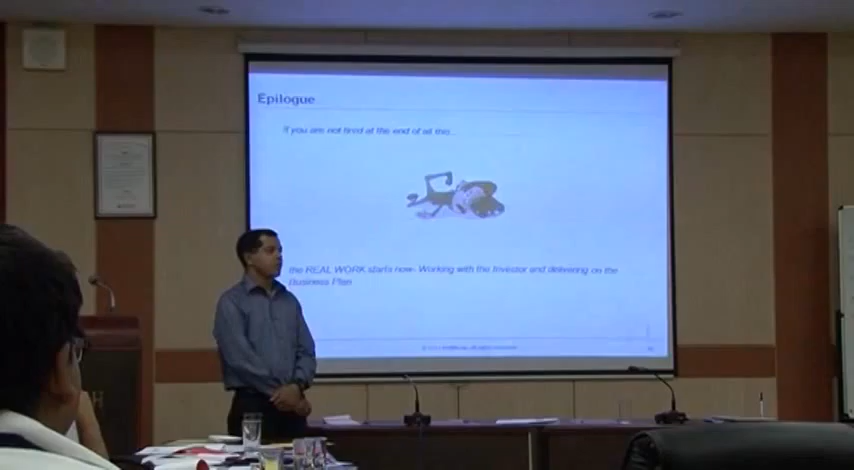 Epilogue
If you are not tired at the end of all this...
the REAL WORK starts now- Working with the Investor and delivering on the
Business Plan